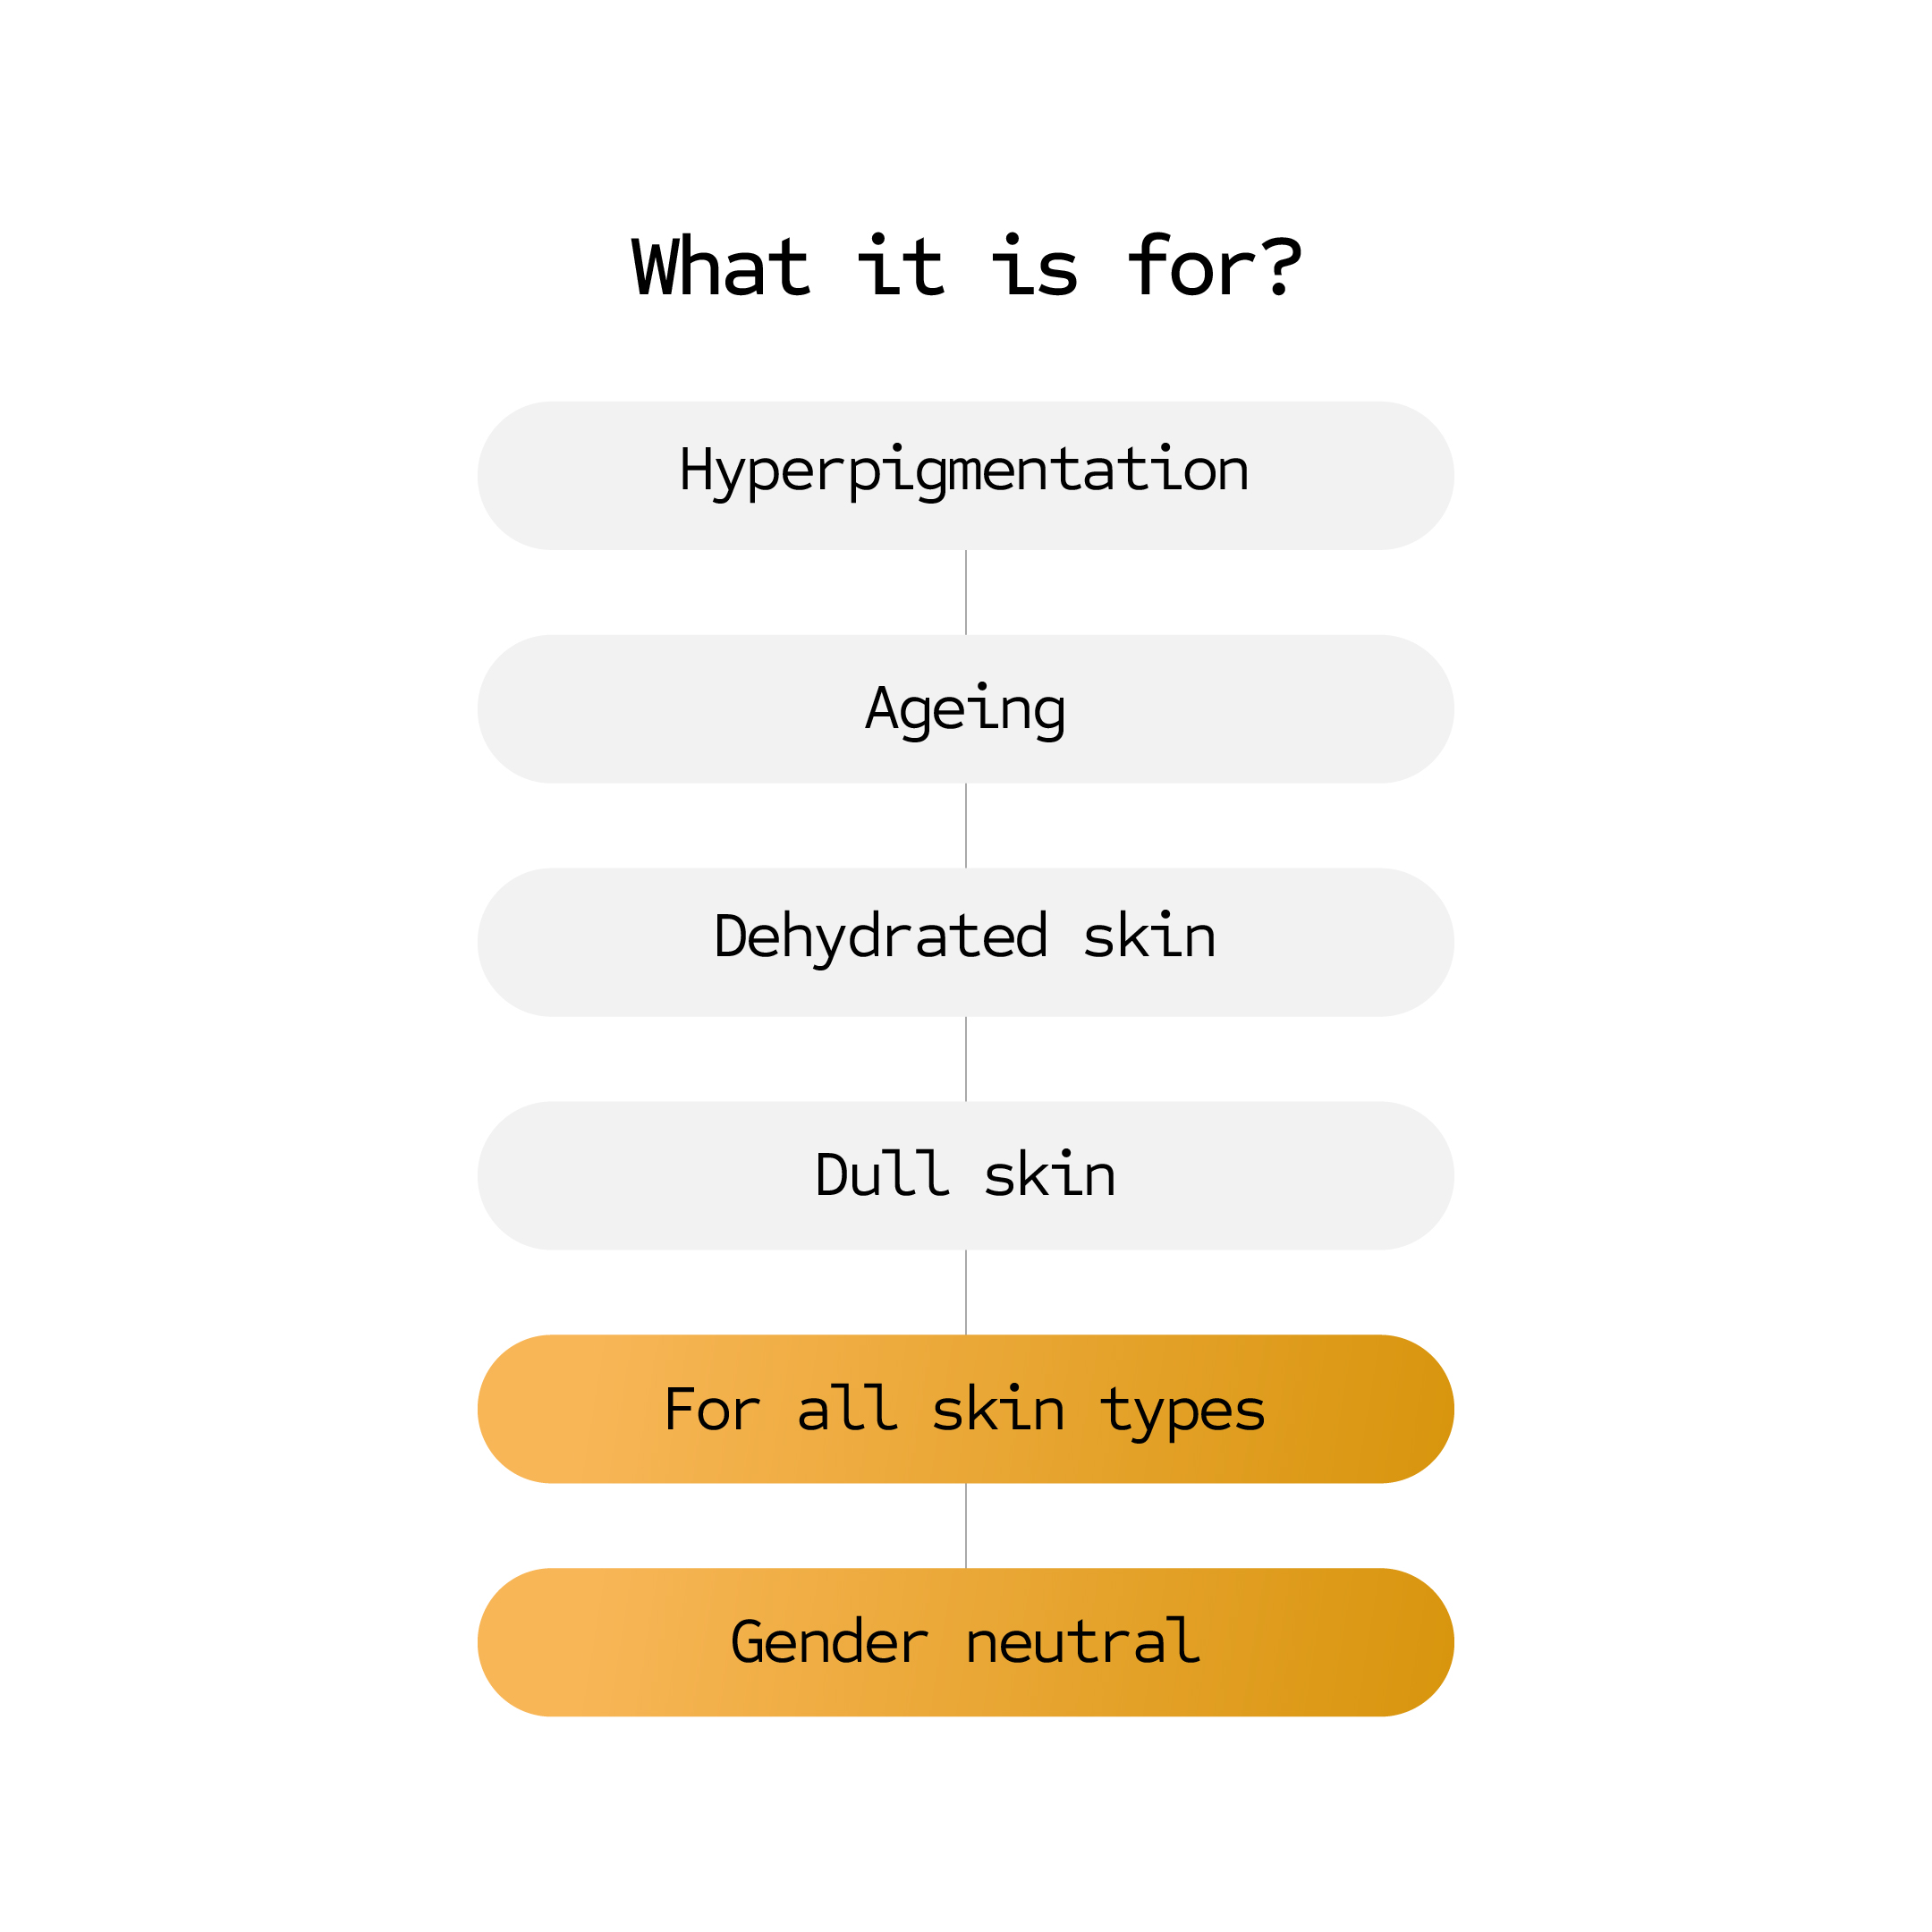 What it is for?
Hyperpigmentation
Ageing
Dehydrated skin
Dull skin
For all skin types
Gender neutral